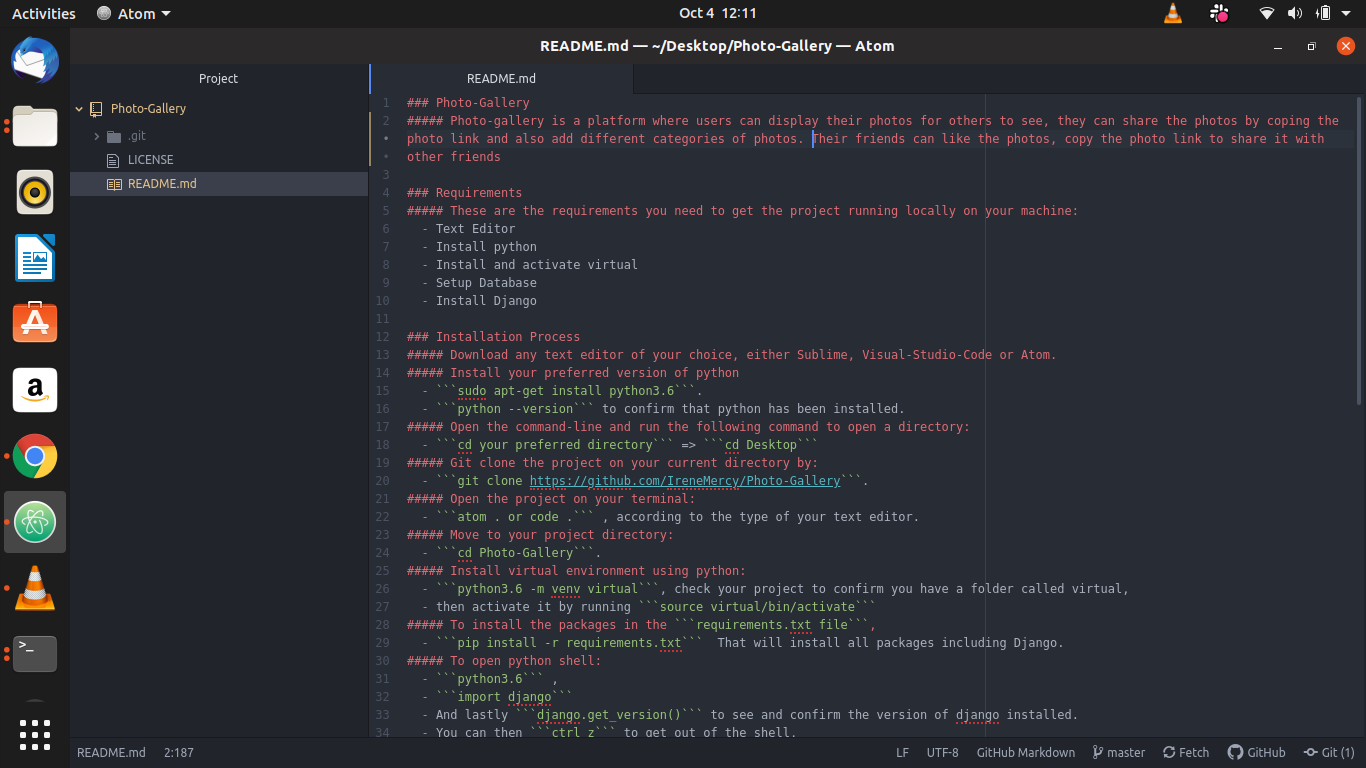 Activities
Atom
Oct 4 12:11
README.md — ~/Desktop/Photo-Gallery — Atom
Project
README.md
Photo-Gallery
.git
LICENSE
README.md
1 ### Photo-Gallery
2 ##### Photo-gallery is a platform where users can display their photos for others to see, they can share the photos by coping the
• photo link and also add different categories of photos. Their friends can like the photos, copy the photo link to share it with
• other friends
3
4 ### Requirements
5 ##### These are the requirements you need to get the project running locally on your machine:
6 - Text Editor
7 - Install python
8 - Install and activate virtual
9 - Setup Database
10 - Install Django
11
12 ### Installation Process
13 ##### Download any text editor of your choice, either Sublime, Visual-Studio-Code or Atom.
14 ##### Install your preferred version of python
15 - ```sudo apt-get install python3.6```.
16 - ```python --version``` to confirm that python has been installed.
17 ##### Open the command-line and run the following command to open a directory:
18 - ```cd your preferred directory``` => ```cd Desktop```
19 ##### Git clone the project on your current directory by:
20 - ```git clone https://github.com/IreneMercy/Photo-Gallery```.
21 ##### Open the project on your terminal:
22 - ```atom . or code .``` , according to the type of your text editor.
23 ##### Move to your project directory:
24 - ```cd Photo-Gallery```.
25 ##### Install virtual environment using python:
26 - ```python3.6 -m venv virtual```, check your project to confirm you have a folder called virtual,
27 - then activate it by running ```source virtual/bin/activate```
28 ##### To install the packages in the ```requirements.txt file```,
29 - ```pip install -r requirements.txt```  That will install all packages including Django.
30 ##### To open python shell:
31 - ```python3.6``` ,
32 - ```import django```
33 - And lastly ```django.get_version()``` to see and confirm the version of django installed.
34 - You can then ```ctrl z``` to get out of the shell.
README.md 2:187
LF UTF-8 GitHub Markdown master Fetch GitHub Git (1)